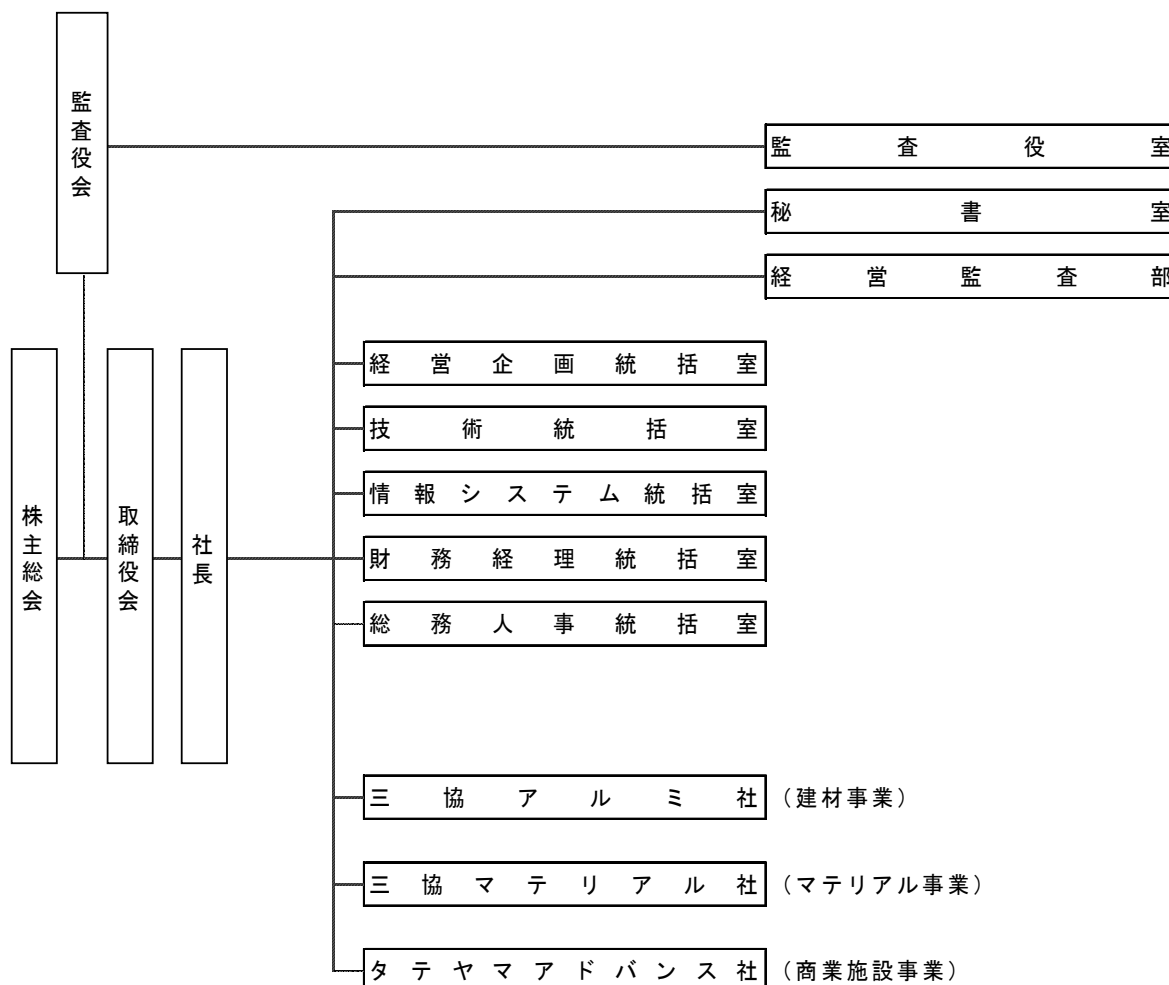 監査役会
監査役室
秘書室
経営監査部
株主総会
取締役会
社長
経営企画統括室
技術統括室
情報システム統括室
財務経理統括室
総務人事統括室
三協アルミ社 （建材事業）
三協マテリアル社 （マテリアル事業）
タテヤマアドバンス社 （商業施設事業）